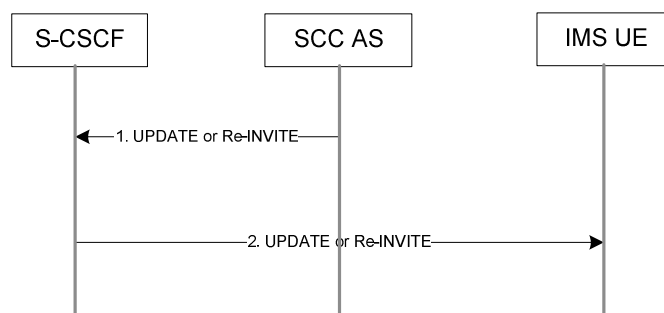 S-CSCF
SCC AS
IMS UE
1. UPDATE or Re-INVITE
2. UPDATE or Re-INVITE